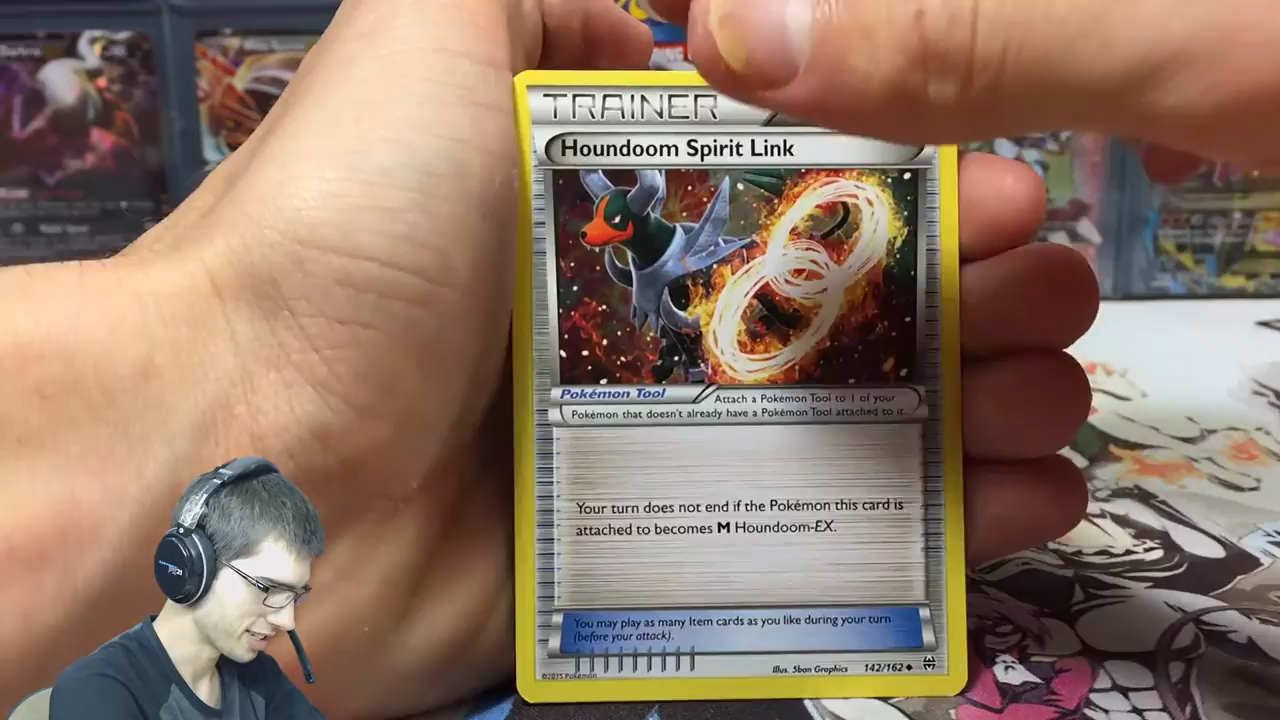 TRAINER
Houndoom Spirit Link
Pokémon Tool
Attach a Pokémon Tool to 1 of your
Pokémon that doesn't already have a Pokémon Tool attached to it.
Your turn does not end if the Pokémon this card is
attached to becomes M Houndoom-EX.
You may play as many Item cards as you like during your turn
(before your attack).
Illus. 5ban Graphics 142/162
©2015 Pokémon